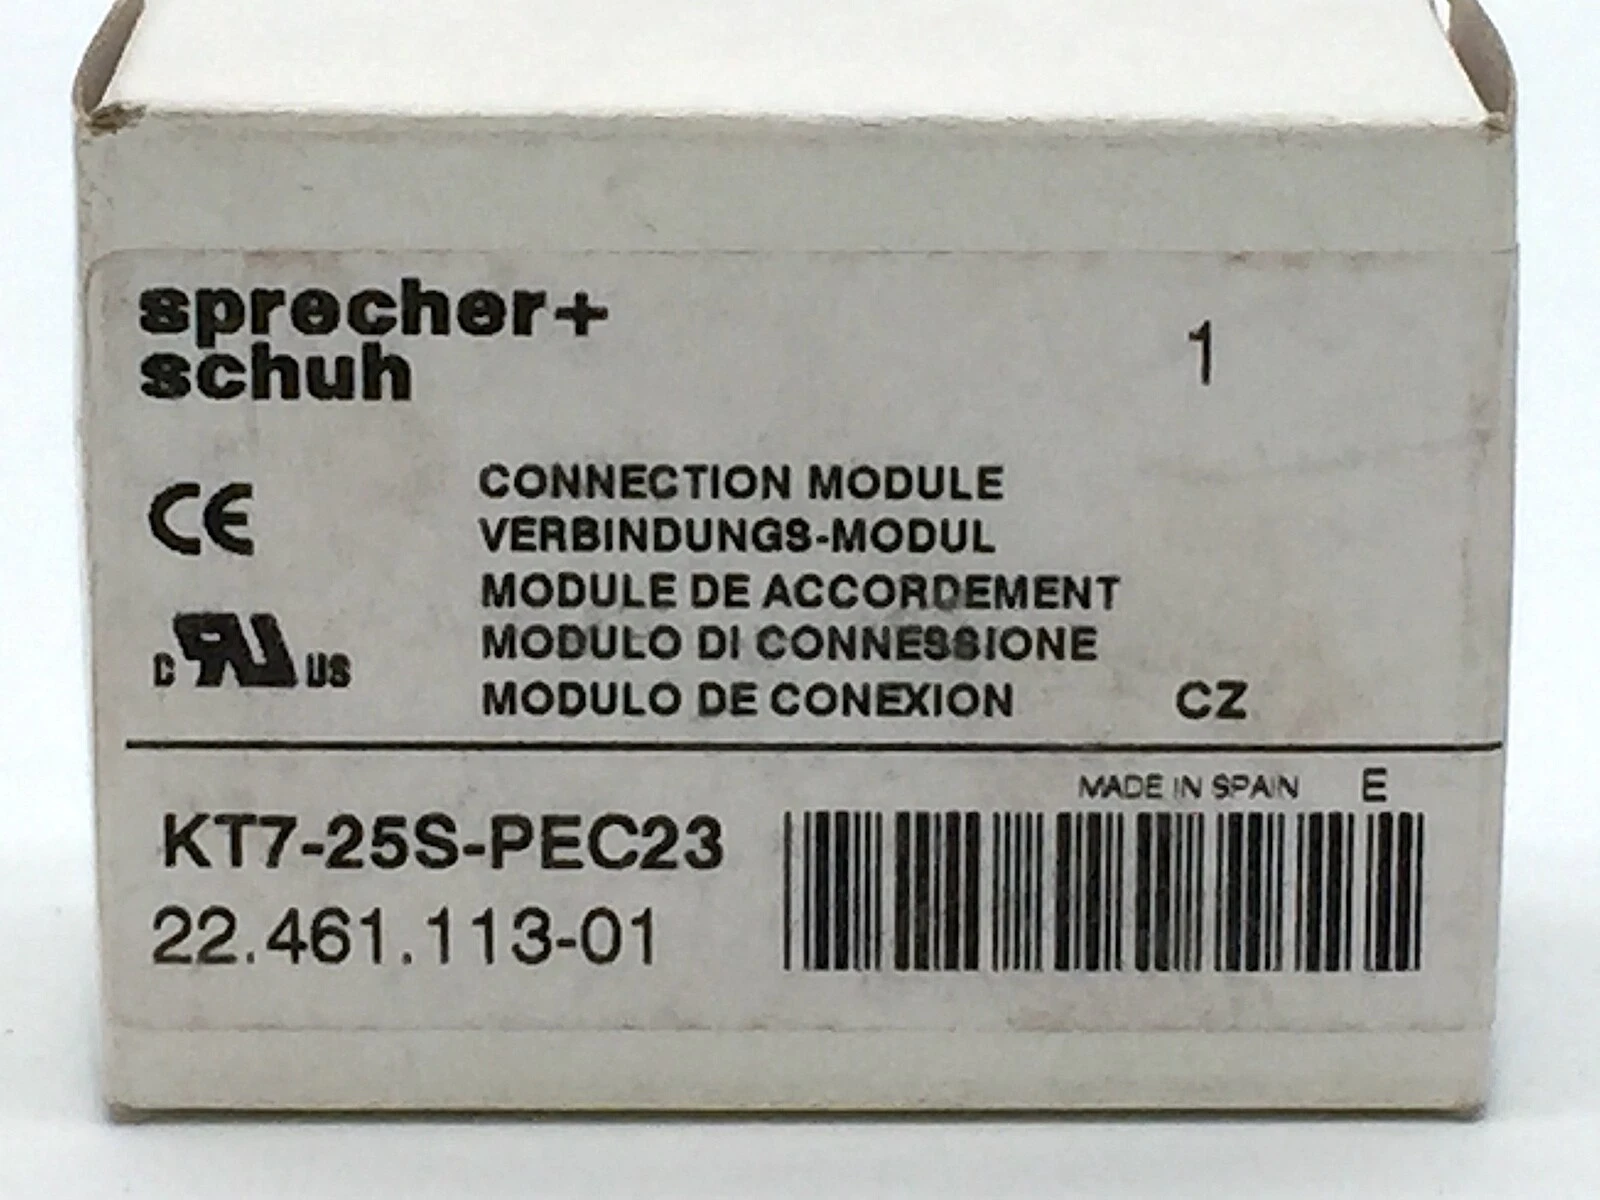 sprecher+
schuh
1
CE
CONNECTION MODULE
VERBINDUNGS-MODUL
MODULE DE ACCORDEMENT
MODULO DI CONNESSIONE
C RU US
MODULO DE CONEXION CZ
MADE IN SPAIN E
KT7-25S-PEC23
22.461.113-01